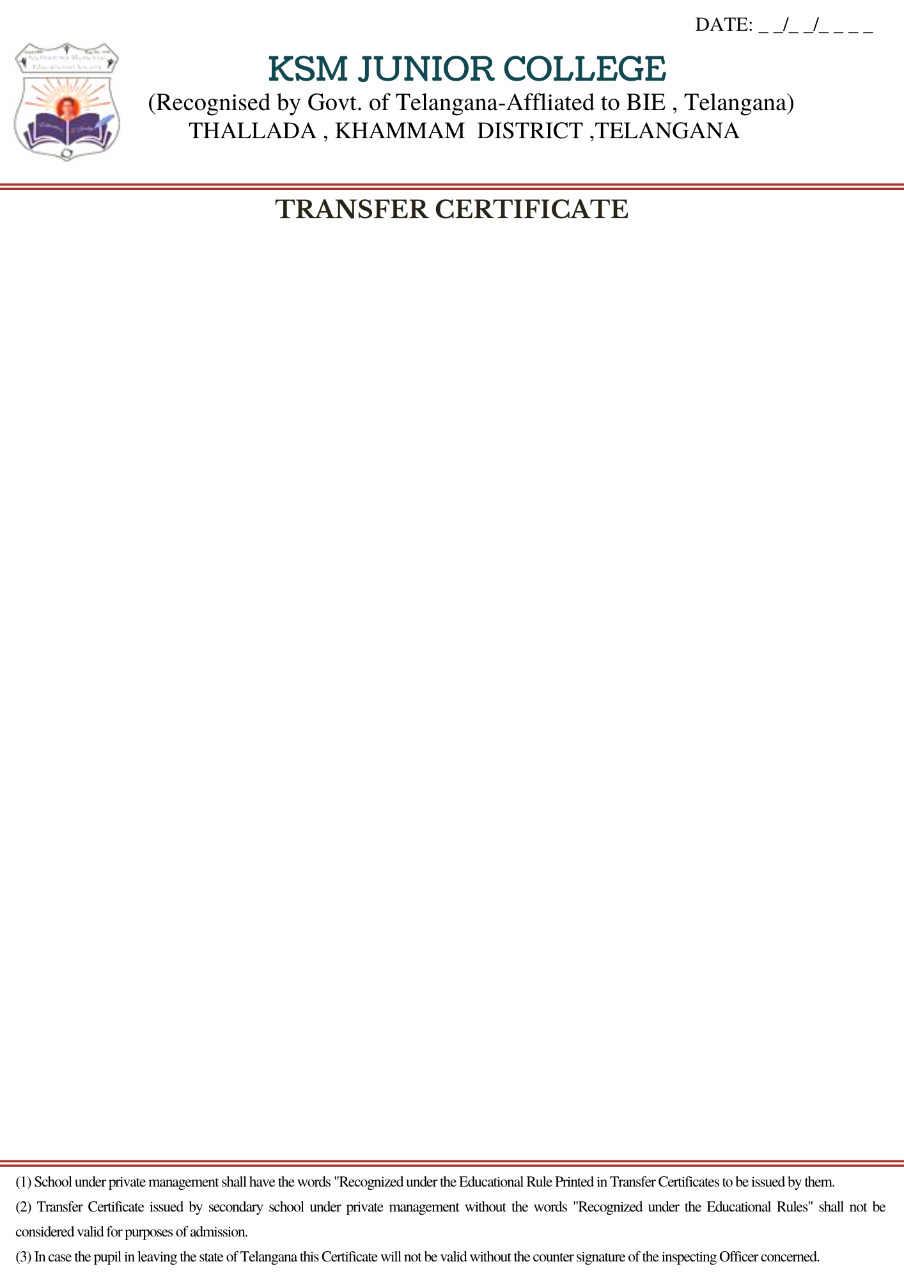 DATE: _ _/_ _/_ _ _ _
KSM JUNIOR COLLEGE
(Recognised by Govt. of Telangana-Affliated to BIE , Telangana)
THALLADA , KHAMMAM DISTRICT ,TELANGANA
TRANSFER CERTIFICATE
(1) School under private management shall have the words "Recognized under the Educational Rule Printed in Transfer Certificates to be issued by them.
(2) Transfer Certificate issued by secondary school under private management without the words "Recognized under the Educational Rules" shall not be
considered valid for purposes of admission.
(3) In case the pupil in leaving the state of Telangana this Certificate will not be valid without the counter signature of the inspecting Officer concerned.